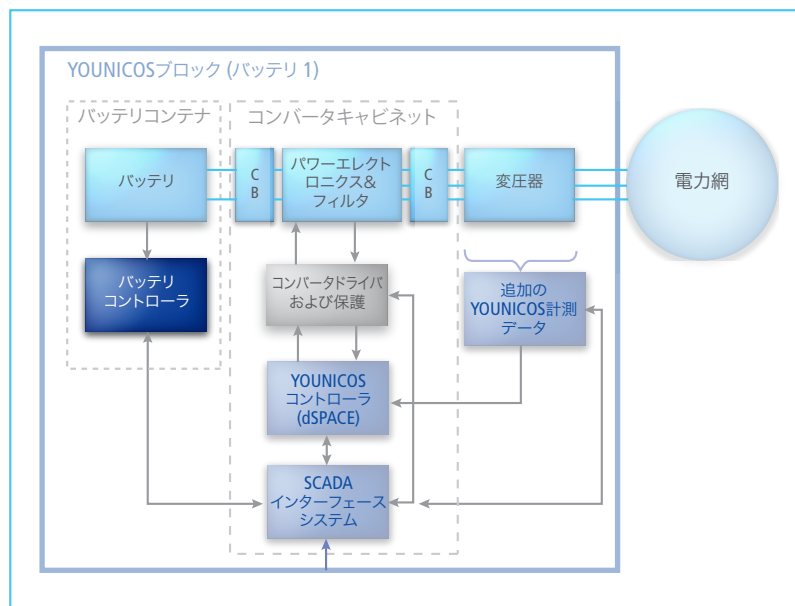 YOUNICOSブロック (バッテリ 1)
バッテリコンテナ
コンバータキャビネット
バッテリ
C
B
パワーエレクト
ロニクス&
フィルタ
C
B
変圧器
電力網
バッテリ
コントローラ
コンバータドライバ
および保護
追加の
YOUNICOS計測
データ
YOUNICOS
コントローラ
(dSPACE)
SCADA
インターフェース
システム